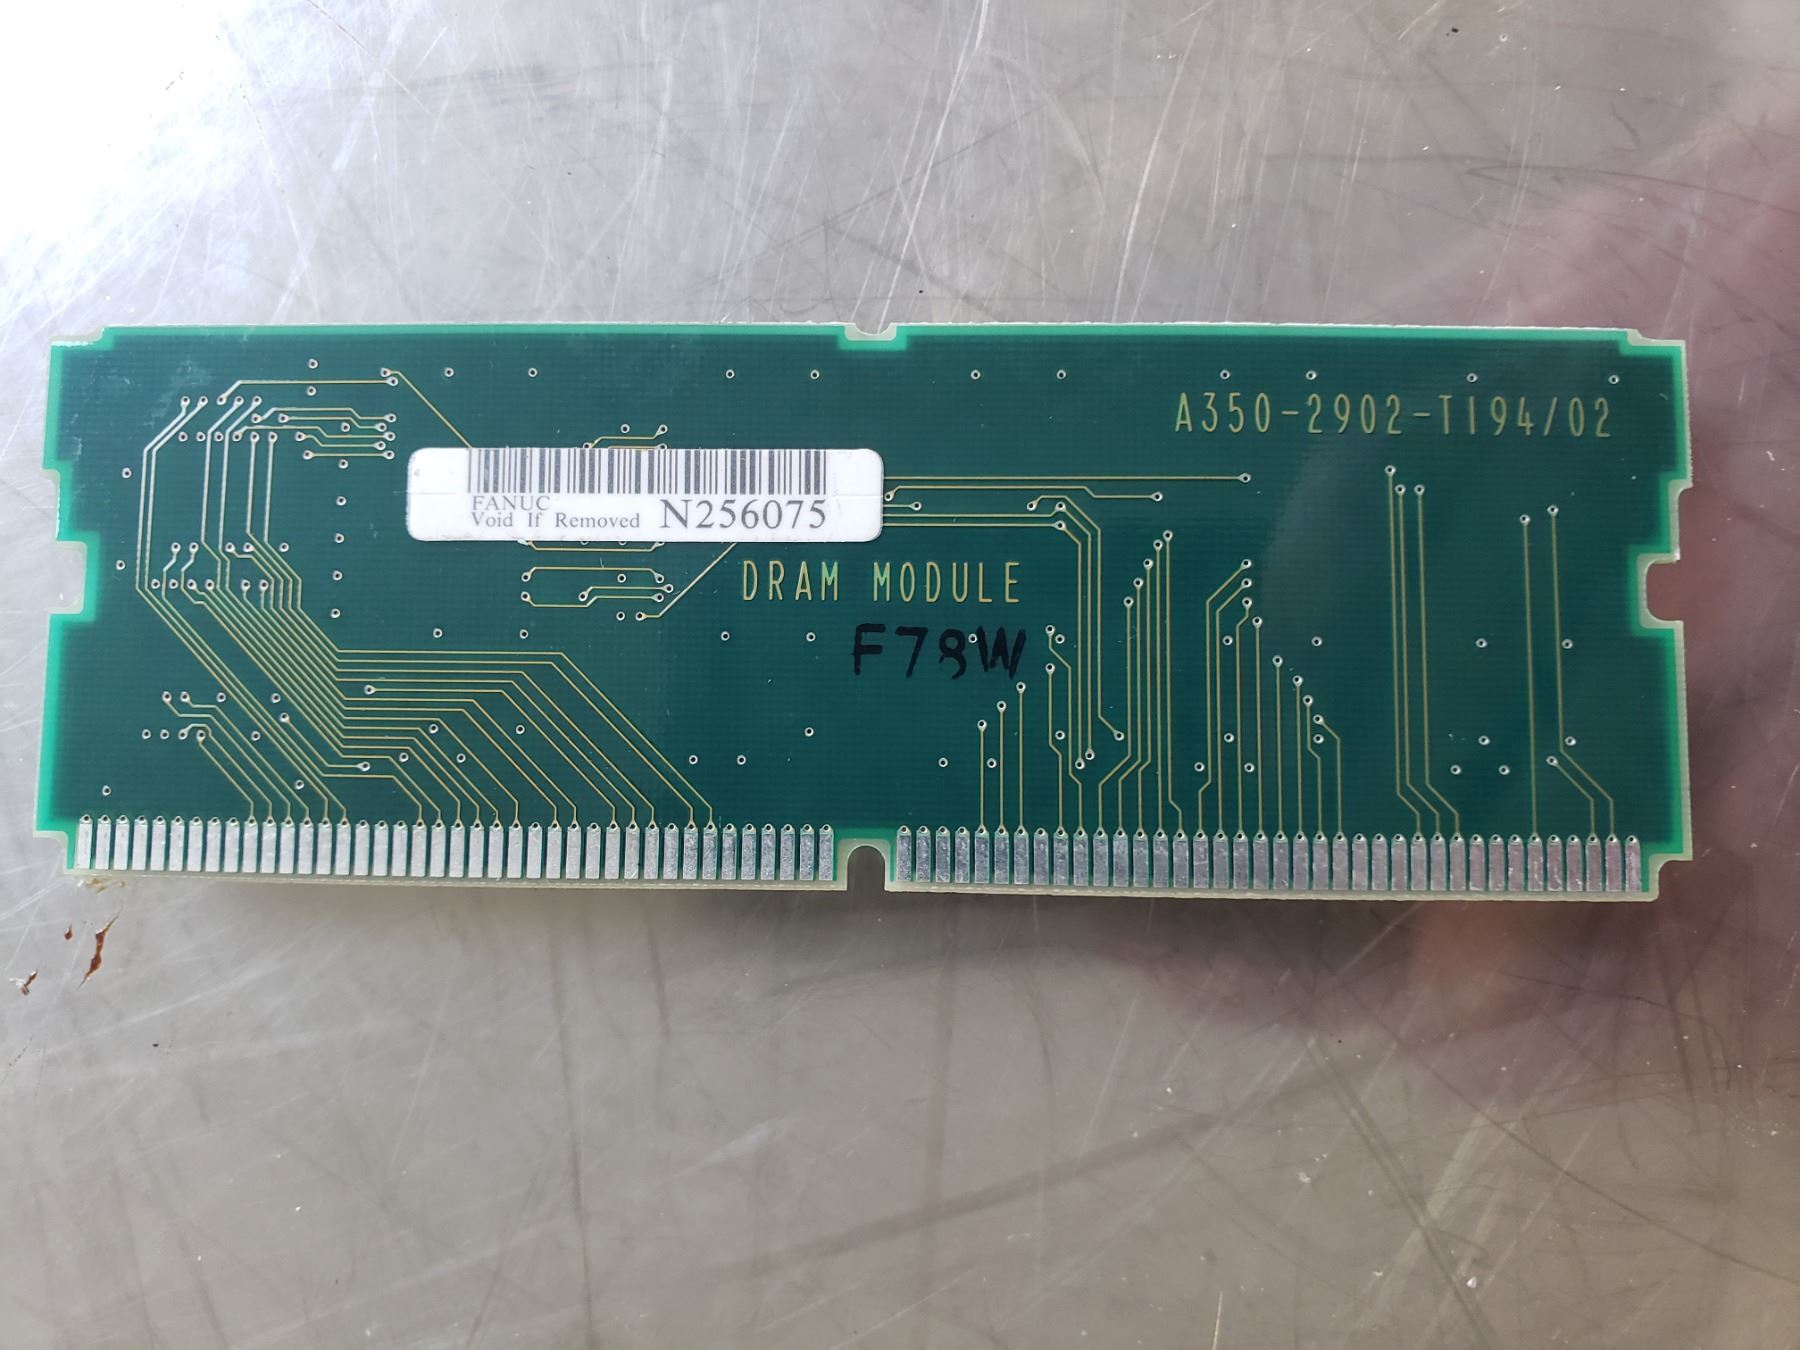 A350-2902-T194/02
FANUC
Void If Removed N256075
DRAM MODULE
F78W